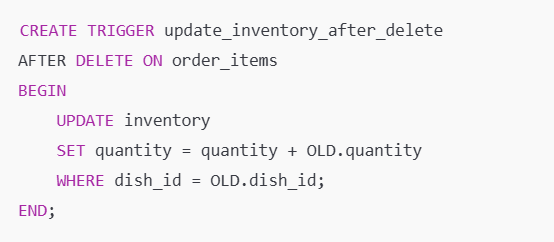 CREATE TRIGGER update_inventory_after_delete
AFTER DELETE ON order_items
BEGIN
    UPDATE inventory
    SET quantity = quantity + OLD.quantity
    WHERE dish_id = OLD.dish_id;
END;